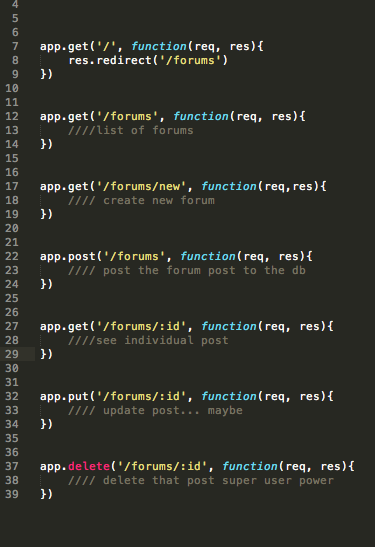 4
5
6
7 app.get('/', function(req, res){
8 res.redirect('/forums')
9 })
10
11
12 app.get('/forums', function(req, res){
13 ////list of forums
14 })
15
16
17 app.get('/forums/new', function(req,res){
18 //// create new forum
19 })
20
21
22 app.post('/forums', function(req, res){
23 //// post the forum post to the db
24 })
25
26
27 app.get('/forums/:id', function(req, res){
28 ////see individual post
29 })
30
31
32 app.put('/forums/:id', function(req, res){
33 //// update post... maybe
34 })
35
36
37 app.delete('/forums/:id', function(req, res){
38 //// delete that post super user power
39 })